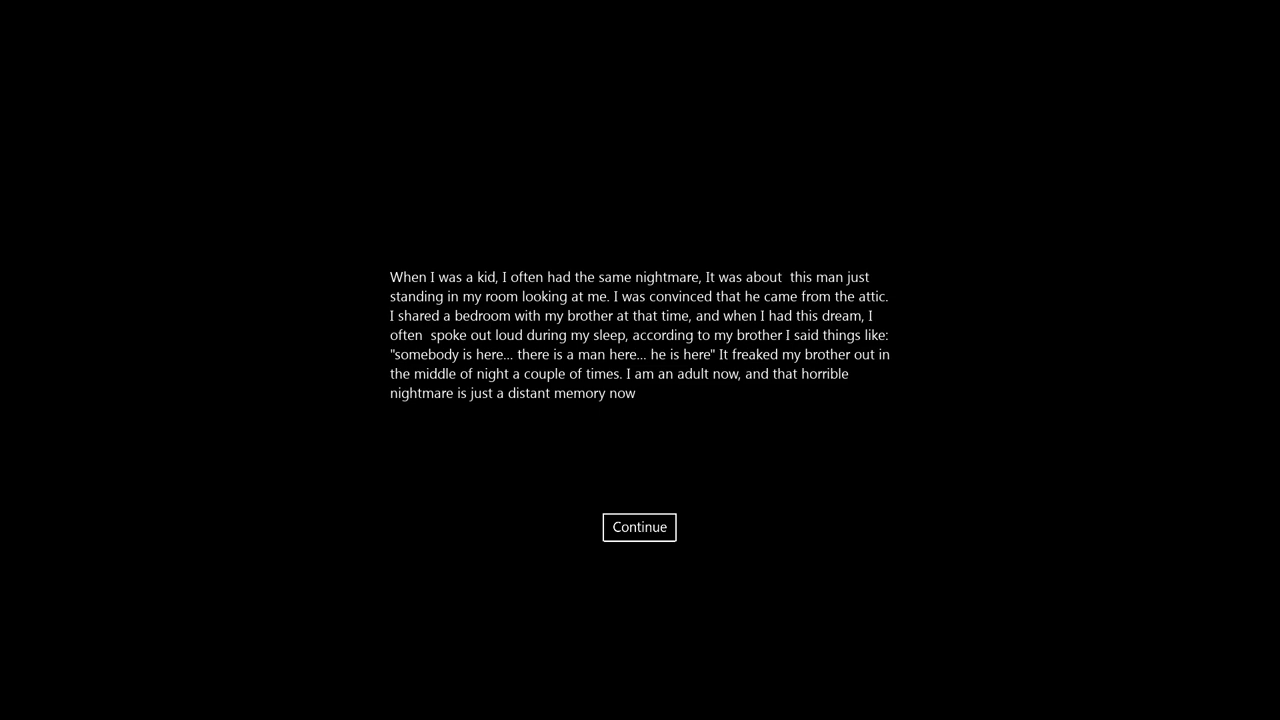 When I was a kid, I often had the same nightmare, It was about  this man just
standing in my room looking at me. I was convinced that he came from the attic.
I shared a bedroom with my brother at that time, and when I had this dream, I
often  spoke out loud during my sleep, according to my brother I said things like:
"somebody is here... there is a man here... he is here" It freaked my brother out in
the middle of night a couple of times. I am an adult now, and that horrible
nightmare is just a distant memory now
Continue